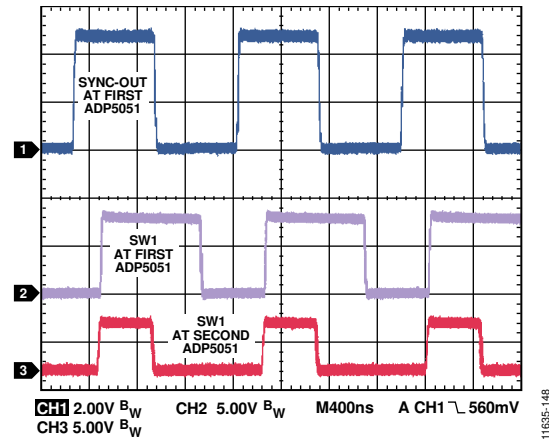 SYNC-OUT
AT FIRST
ADP5051
1
SW1
AT FIRST
ADP5051
2
SW1
AT SECOND
ADP5051
3
CH1 2.00V BW CH2 5.00V BW M400ns A CH1 ﹨ 560mV
CH3 5.00V BW
11635-148